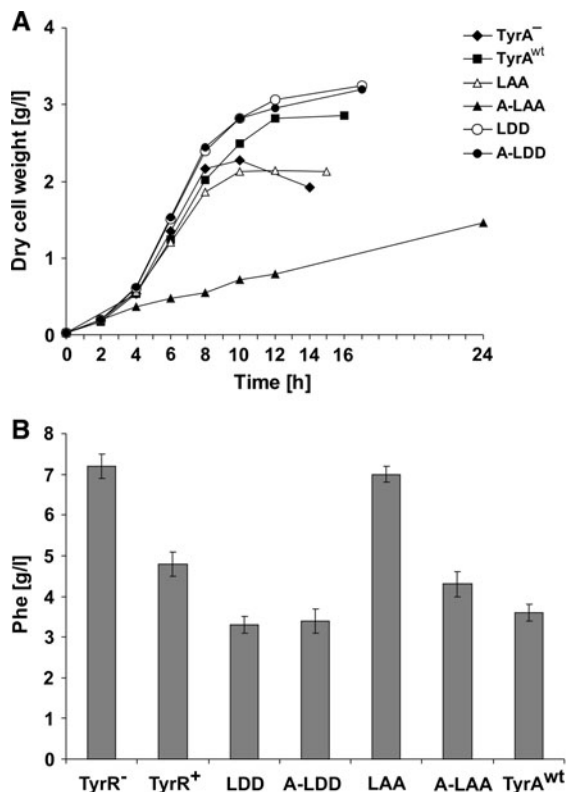 A
Dry cell weight [g/l]
4
3
2
1
0
0 2 4 6 8 10 12 14 16 24
Time [h]
TyrA⁻
TyrAʷᵗ
LAA
A-LAA
LDD
A-LDD
B
Phe [g/l]
8
7
6
5
4
3
2
1
0
TyrR⁻ TyrR⁺ LDD A-LDD LAA A-LAA TyrAʷᵗ